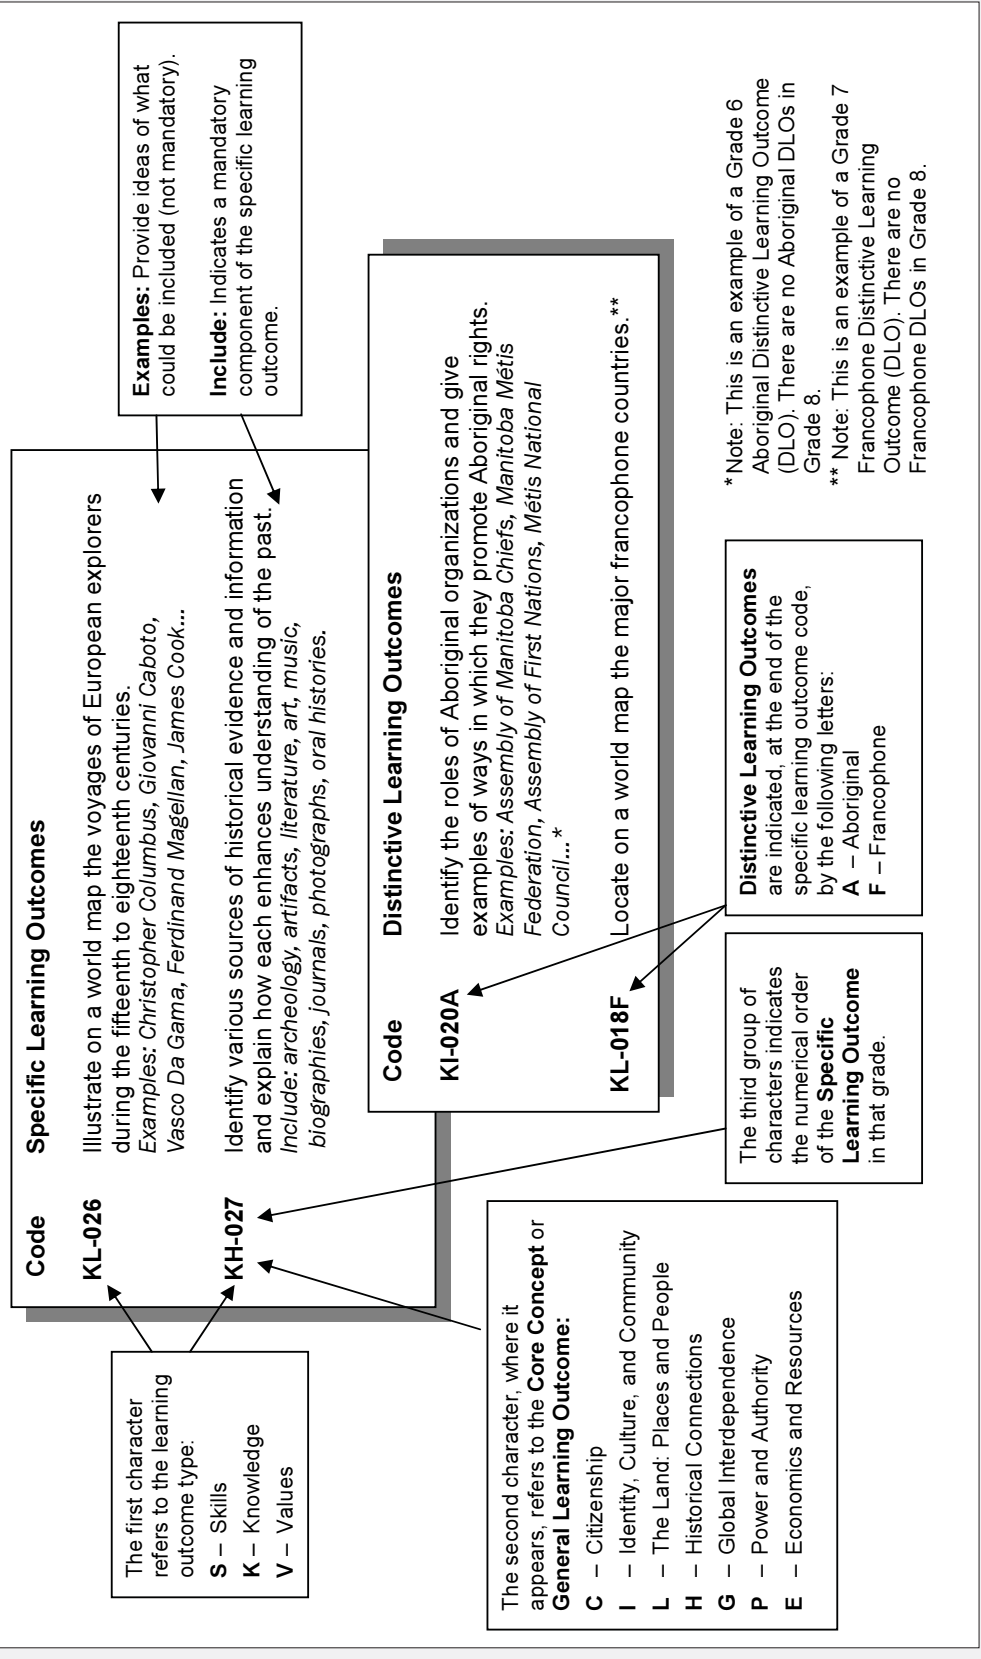 Code Specific Learning Outcomes
KL-026 Illustrate on a world map the voyages of European explorers
during the fifteenth to eighteenth centuries.
Examples: Christopher Columbus, Giovanni Caboto,
Vasco Da Gama, Ferdinand Magellan, James Cook...
KH-027 Identify various sources of historical evidence and information
and explain how each enhances understanding of the past.
Include: archeology, artifacts, literature, art, music,
biographies, journals, photographs, oral histories.
Examples: Provide ideas of what
could be included (not mandatory).
Include: Indicates a mandatory
component of the specific learning
outcome.
The first character
refers to the learning
outcome type:
S – Skills
K – Knowledge
V – Values
Code Distinctive Learning Outcomes
KI-020A Identify the roles of Aboriginal organizations and give
examples of ways in which they promote Aboriginal rights.
Examples: Assembly of Manitoba Chiefs, Manitoba Métis
Federation, Assembly of First Nations, Métis National
Council...*
KL-018F Locate on a world map the major francophone countries.**
The second character, where it
appears, refers to the Core Concept or
General Learning Outcome:
C – Citizenship
I – Identity, Culture, and Community
L – The Land: Places and People
H – Historical Connections
G – Global Interdependence
P – Power and Authority
E – Economics and Resources
The third group of
characters indicates
the numerical order
of the Specific
Learning Outcome
in that grade.
Distinctive Learning Outcomes
are indicated, at the end of the
specific learning outcome code,
by the following letters:
A – Aboriginal
F – Francophone
* Note: This is an example of a Grade 6
Aboriginal Distinctive Learning Outcome
(DLO). There are no Aboriginal DLOs in
Grade 8.
** Note: This is an example of a Grade 7
Francophone Distinctive Learning
Outcome (DLO). There are no
Francophone DLOs in Grade 8.